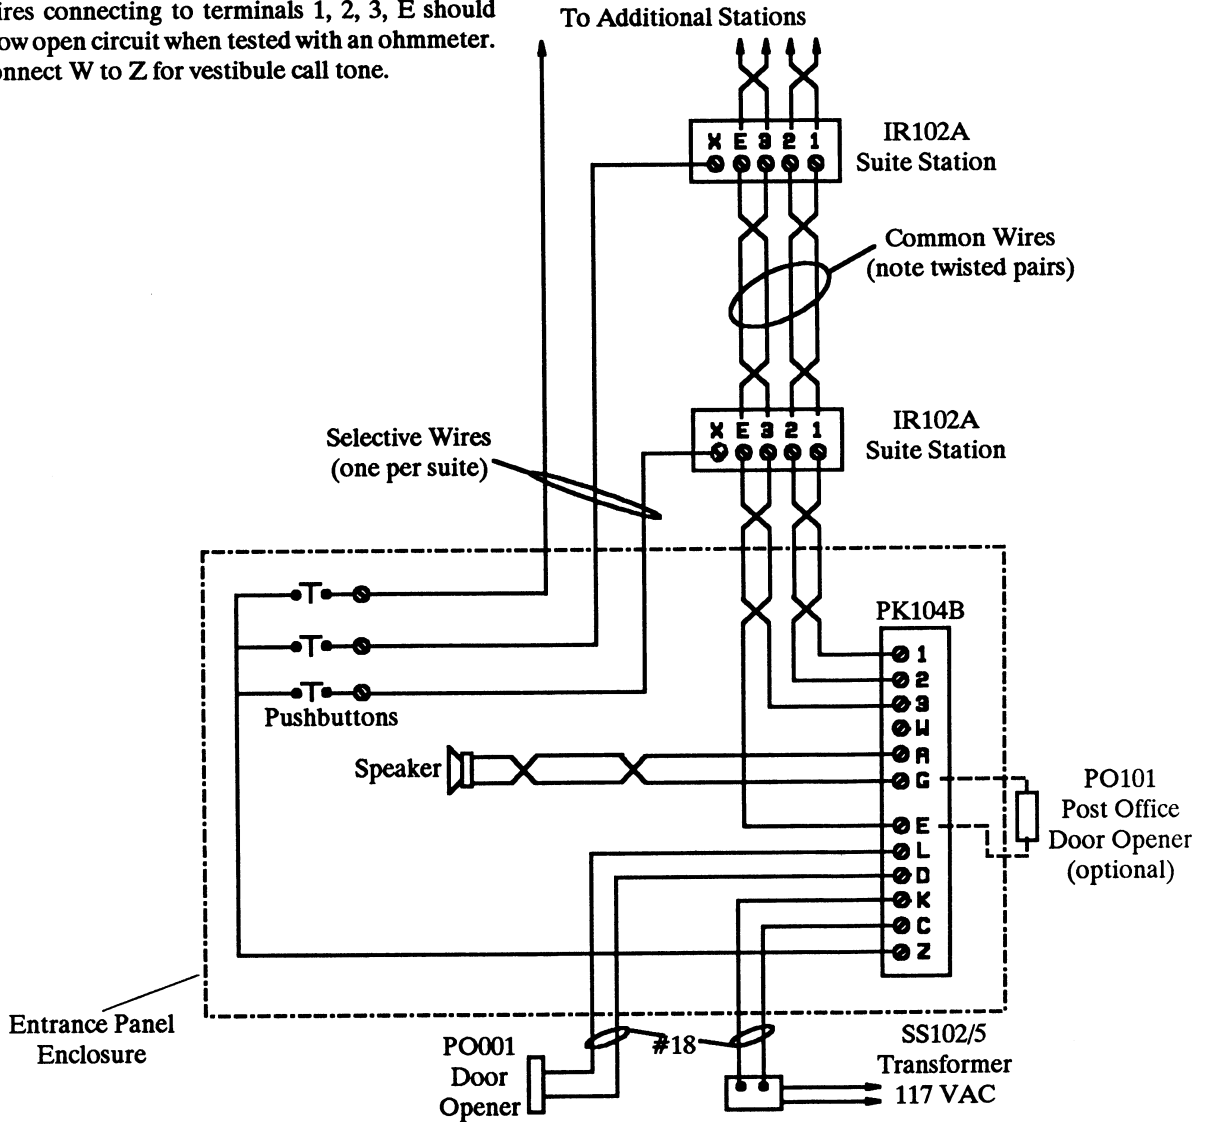 ires connecting to terminals 1, 2, 3, E should
ow open circuit when tested with an ohmmeter.
nnect W to Z for vestibule call tone.
To Additional Stations
X E 3 2 1
IR102A
Suite Station
Common Wires
(note twisted pairs)
X E 3 2 1
IR102A
Suite Station
Selective Wires
(one per suite)
PK104B
1
2
3
W
A
G
E
L
D
K
C
Z
Pushbuttons
Speaker
PO101
Post Office
Door Opener
(optional)
Entrance Panel
Enclosure
PO001
Door
Opener
#18
SS102/5
Transformer
117 VAC